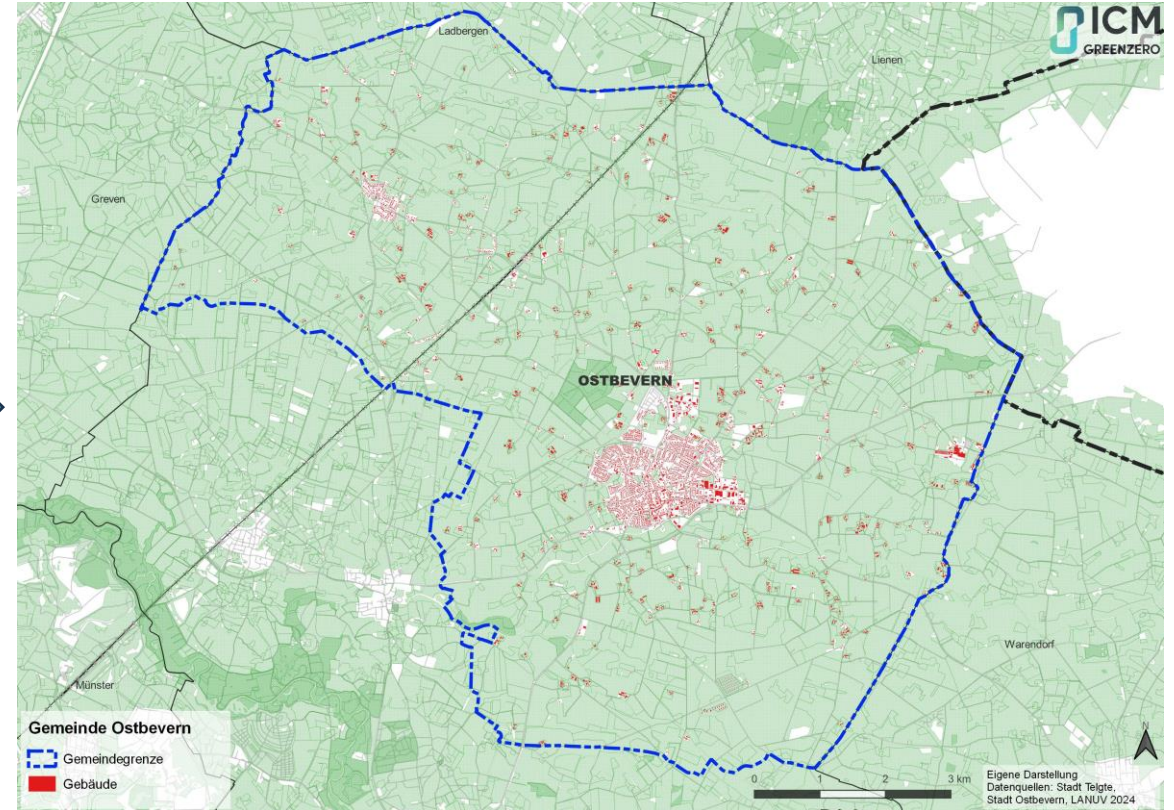 ICM
GREENZERO
Ladbergen
Lienen
Greven
OSTBEVERN
Warendorf
Münster
Gemeinde Ostbevern
Gemeindegrenze
Gebäude
N
0 1 2 3 km
Eigene Darstellung
Datenquellen: Stadt Telgte,
Stadt Ostbevern, LANUV 2024